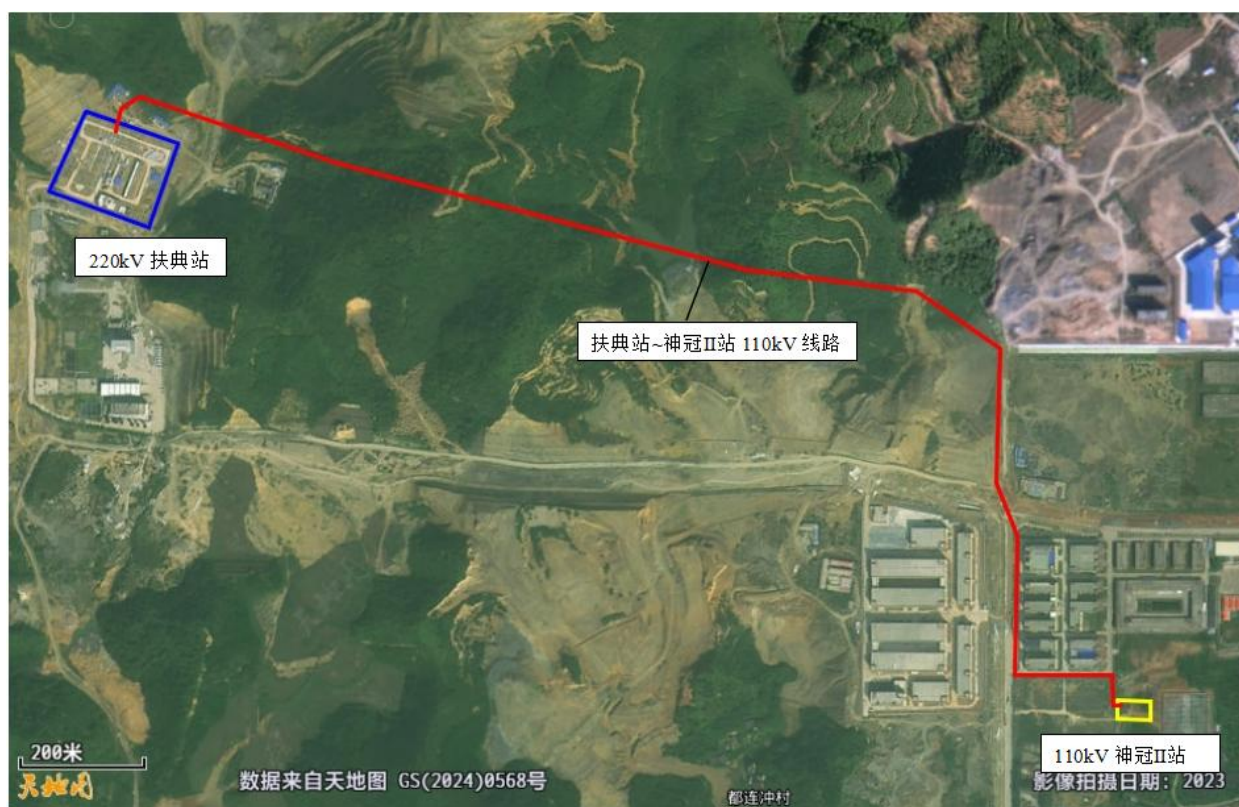 220kV 扶典站
扶典站~神冠Ⅱ站 110kV 线路
110kV 神冠Ⅱ站
200米
天地图
数据来自天地图 GS(2024)0568号
影像拍摄日期: 2023
都连冲村